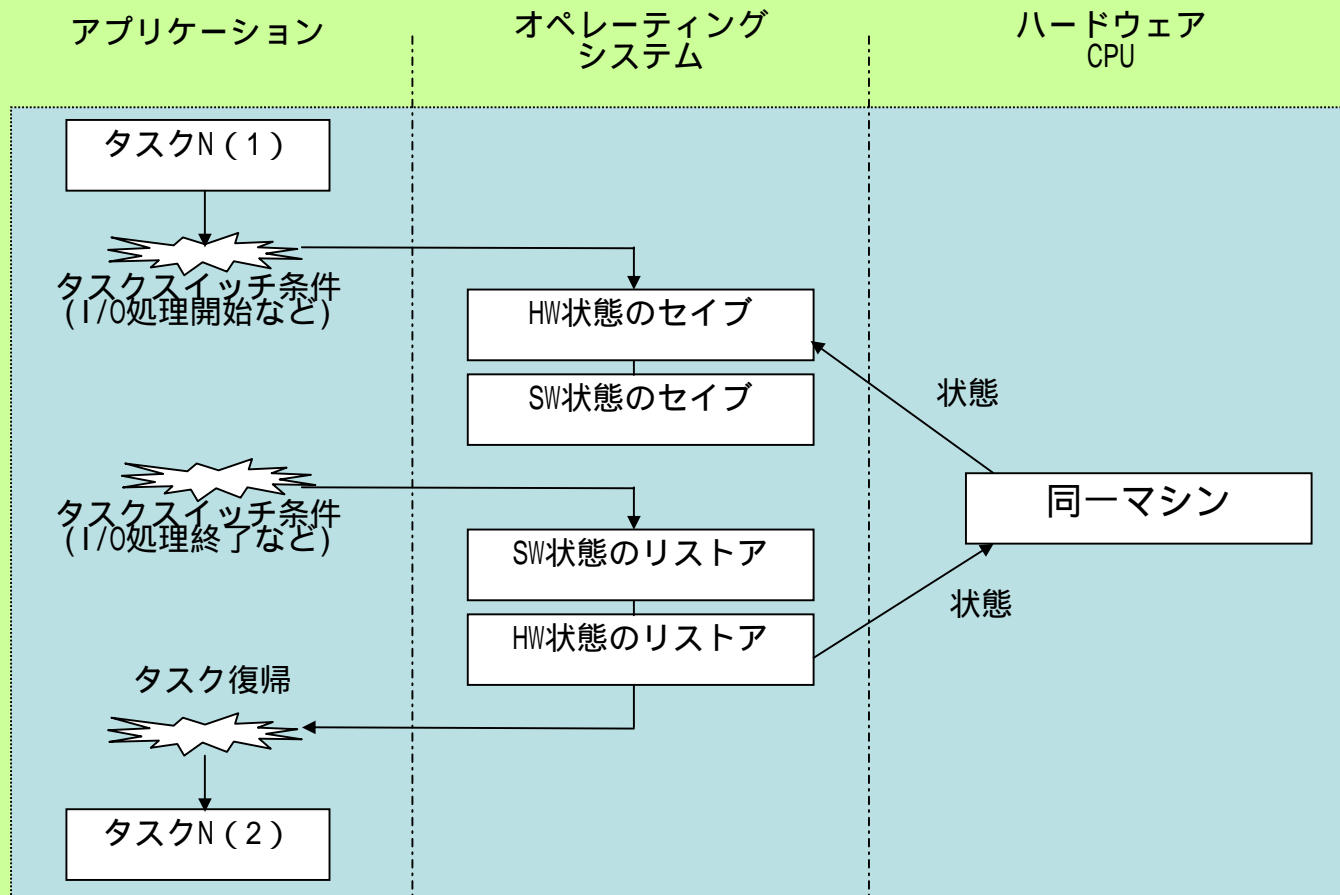 アプリケーション
オペレーティング
システム
ハードウェア
CPU
タスクN(1)
タスクスイッチ条件
(I/O処理開始など)
HW状態のセイブ
SW状態のセイブ
状態
同一マシン
タスクスイッチ条件
(I/O処理終了など)
SW状態のリストア
HW状態のリストア
状態
タスク復帰
タスクN(2)